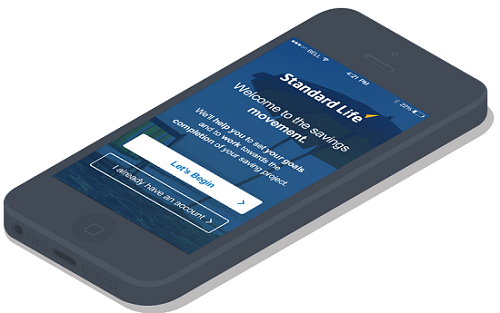 BELL
4:21 PM
22%
Standard Life
Welcome to the savings
movement.
We'll help you to set your goals
and to work towards the
completion of your saving project.
Let's Begin
I already have an account